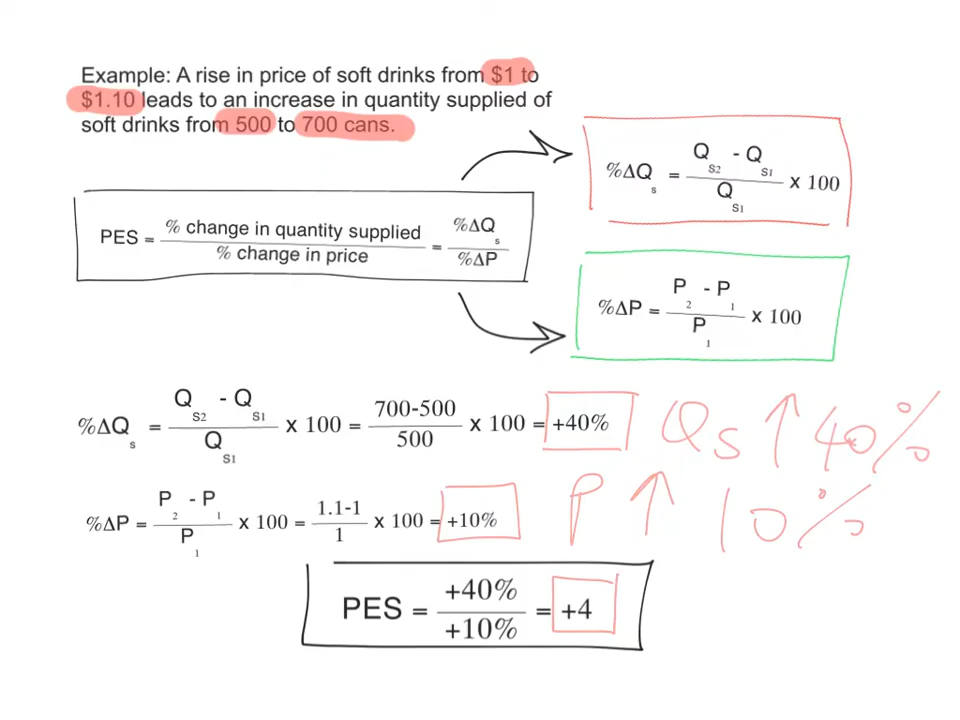 Example: A rise in price of soft drinks from $1 to
$1.10 leads to an increase in quantity supplied of
soft drinks from 500 to 700 cans.
%ΔQs = (QS2 - QS1) / QS1 x 100
PES = % change in quantity supplied / % change in price = %ΔQs / %ΔP
%ΔP = (P2 - P1) / P1 x 100
%ΔQs = (QS2 - QS1) / QS1 x 100 = 700-500 / 500 x 100 = +40%
Qs ↑ 40%
%ΔP = (P2 - P1) / P1 x 100 = 1.1-1 / 1 x 100 = +10%
P ↑ 10%
PES = +40% / +10% = +4